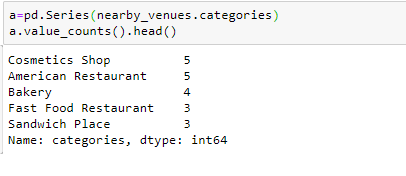 a=pd.Series(nearby_venues.categories)
a.value_counts().head()
Cosmetics Shop          5
American Restaurant     5
Bakery                  4
Fast Food Restaurant    3
Sandwich Place          3
Name: categories, dtype: int64